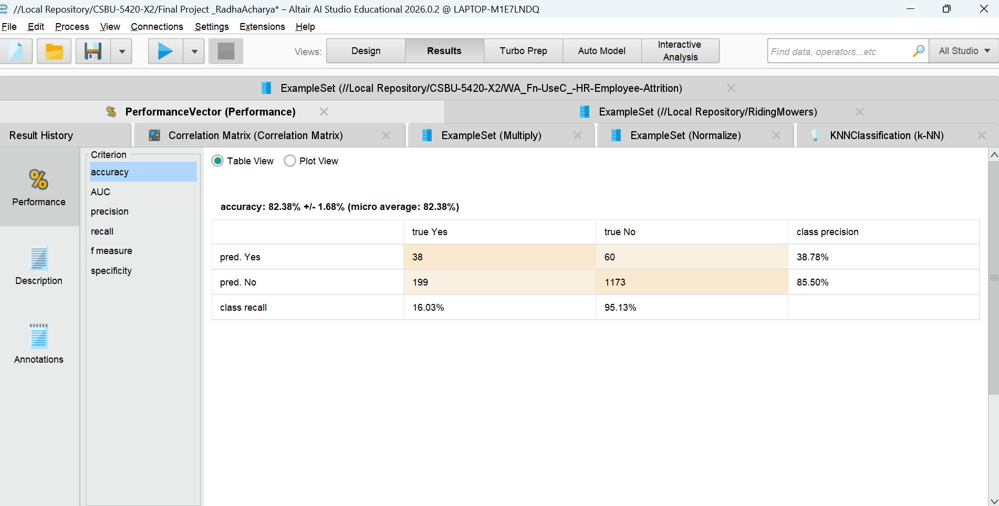 //Local Repository/CSBU-5420-X2/Final Project _RadhaAcharya* – Altair AI Studio Educational 2026.0.2 @ LAPTOP-M1E7LNDQ
File Edit Process View Connections Settings Extensions Help
Views: Design Results Turbo Prep Auto Model Interactive Analysis Find data, operators...etc All Studio
ExampleSet (//Local Repository/CSBU-5420-X2/WA_Fn-UseC_-HR-Employee-Attrition)
PerformanceVector (Performance) ExampleSet (//Local Repository/RidingMowers)
Result History Correlation Matrix (Correlation Matrix) ExampleSet (Multiply) ExampleSet (Normalize) KNNClassification (k-NN)
Performance
Description
Annotations
Criterion
accuracy
AUC
precision
recall
f measure
specificity
Table View Plot View
accuracy: 82.38% +/- 1.68% (micro average: 82.38%)
true Yes true No class precision
pred. Yes 38 60 38.78%
pred. No 199 1173 85.50%
class recall 16.03% 95.13%